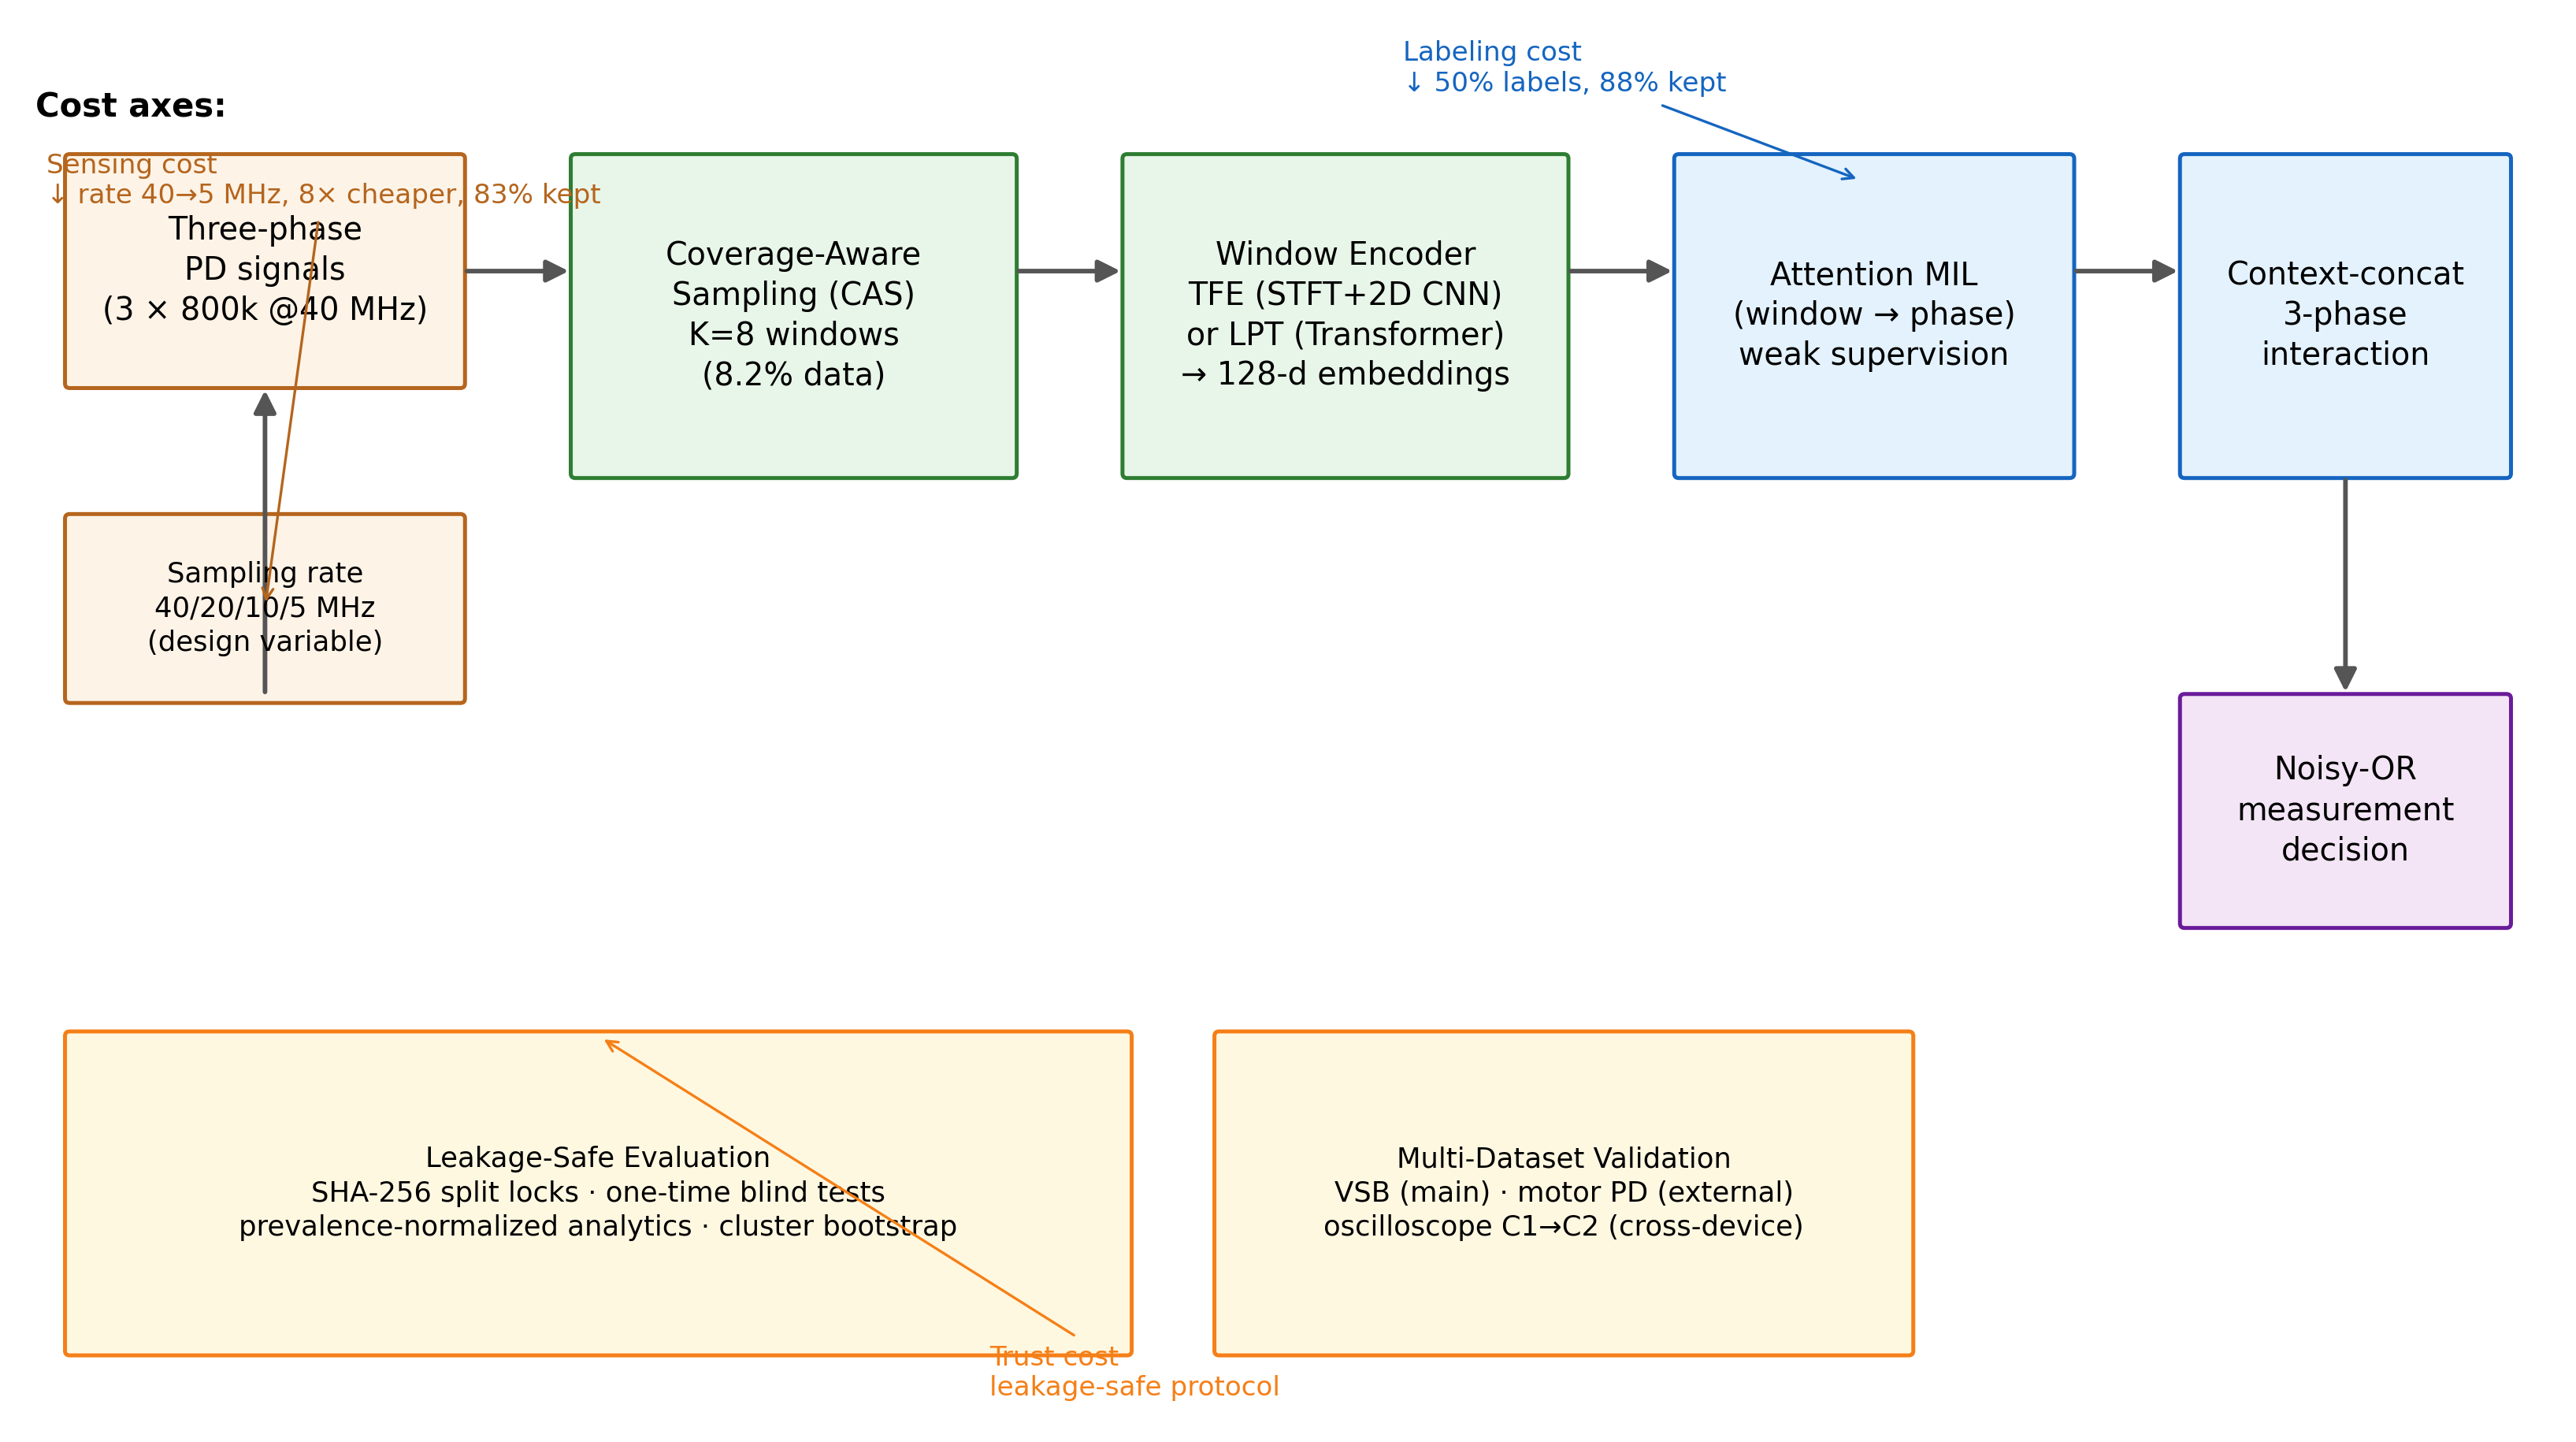 Labeling cost
↓ 50% labels, 88% kept
Cost axes:
Sensing cost
↓ rate 40→5 MHz, 8× cheaper, 83% kept
Three-phase
PD signals
(3 × 800k @40 MHz)
Coverage-Aware
Sampling (CAS)
K=8 windows
(8.2% data)
Window Encoder
TFE (STFT+2D CNN)
or LPT (Transformer)
→ 128-d embeddings
Attention MIL
(window → phase)
weak supervision
Context-concat
3-phase
interaction
Sampling rate
40/20/10/5 MHz
(design variable)
Noisy-OR
measurement
decision
Leakage-Safe Evaluation
SHA-256 split locks · one-time blind tests
prevalence-normalized analytics · cluster bootstrap
Multi-Dataset Validation
VSB (main) · motor PD (external)
oscilloscope C1→C2 (cross-device)
Trust cost
leakage-safe protocol